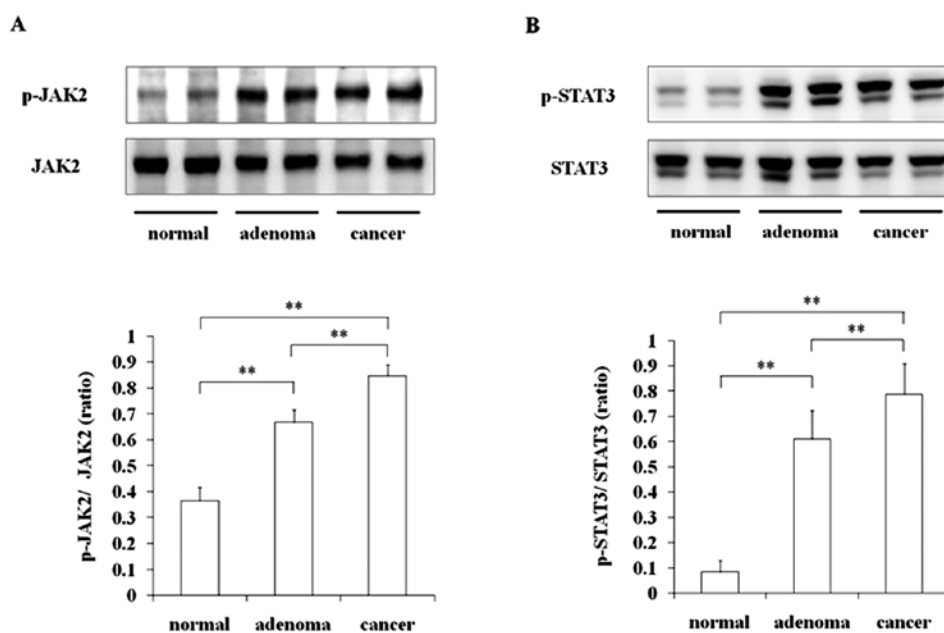 A
p-JAK2
JAK2
normal adenoma cancer
**
**
**
p-JAK2/ JAK2 (ratio)
1
0.9
0.8
0.7
0.6
0.5
0.4
0.3
0.2
0.1
0
normal adenoma cancer
B
p-STAT3
STAT3
normal adenoma cancer
**
**
**
p-STAT3/ STAT3 (ratio)
1
0.9
0.8
0.7
0.6
0.5
0.4
0.3
0.2
0.1
0
normal adenoma cancer